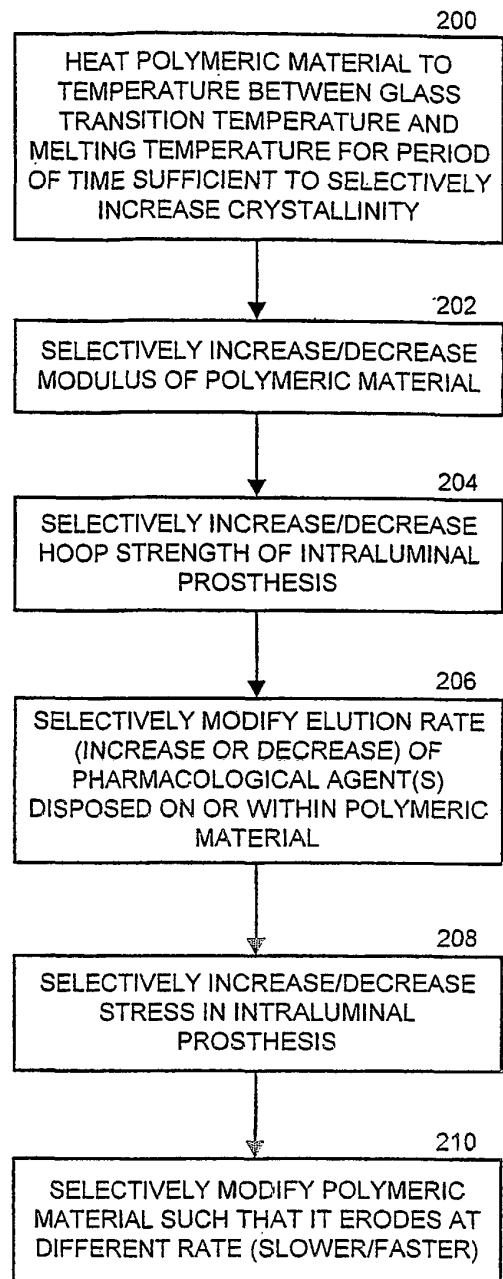 200
HEAT POLYMERIC MATERIAL TO
TEMPERATURE BETWEEN GLASS
TRANSITION TEMPERATURE AND
MELTING TEMPERATURE FOR PERIOD
OF TIME SUFFICIENT TO SELECTIVELY
INCREASE CRYSTALLINITY
202
SELECTIVELY INCREASE/DECREASE
MODULUS OF POLYMERIC MATERIAL
204
SELECTIVELY INCREASE/DECREASE
HOOP STRENGTH OF INTRALUMINAL
PROSTHESIS
206
SELECTIVELY MODIFY ELUTION RATE
(INCREASE OR DECREASE) OF
PHARMACOLOGICAL AGENT(S)
DISPOSED ON OR WITHIN POLYMERIC
MATERIAL
208
SELECTIVELY INCREASE/DECREASE
STRESS IN INTRALUMINAL
PROSTHESIS
210
SELECTIVELY MODIFY POLYMERIC
MATERIAL SUCH THAT IT ERODES AT
DIFFERENT RATE (SLOWER/FASTER)